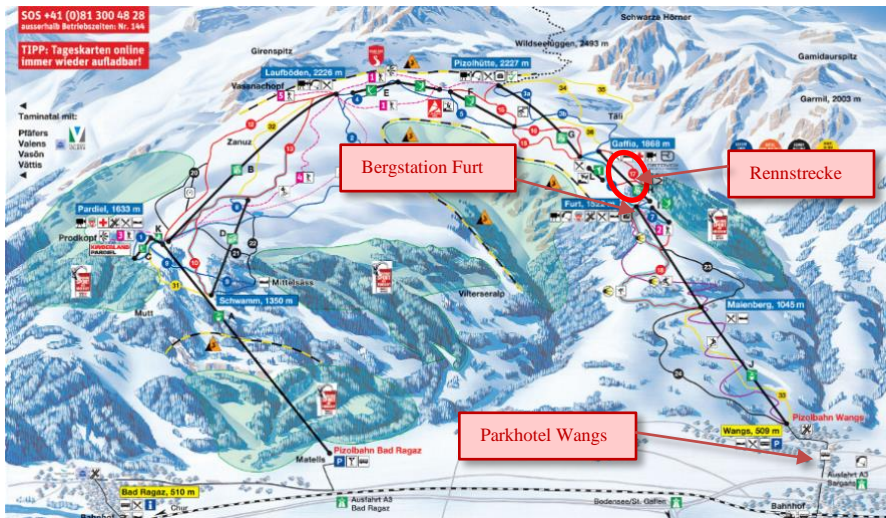 SOS +41 (0)81 300 48 28
ausserhalb Betriebszeiten: Nr. 144
TIPP: Tageskarten online
immer wieder aufladbar!
Schwarze Hörner
Wildseeluggen, 2493 m
Girenspitz
Laufböden, 2226 m
Pizolhütte, 2227 m
Gamidaurspitz
Vasanachopf
Garmil, 2003 m
Taminatal mit:
Pfäfers
Valens
Vasön
Vättis
Täli
Zanuz
Gaffia, 1868 m
Bergstation Furt
Rennstrecke
Pardiel, 1633 m
Furt, 152
Prodkopf
KINDERLAND
PARDIEL
Mittelsäss
Vilterseralp
Schwamm, 1350 m
Maienberg, 1045 m
Mutt
Parkhotel Wangs
Pizolbahn Wangs
Wangs, 509 m
Pizolbahn Bad Ragaz
Matells
Ausfahrt A3
Sargans
Bad Ragaz, 510 m
Ausfahrt A3
Bad Ragaz
Bodensee/St. Gallen
Bahnhof
Chur
Bahnhof